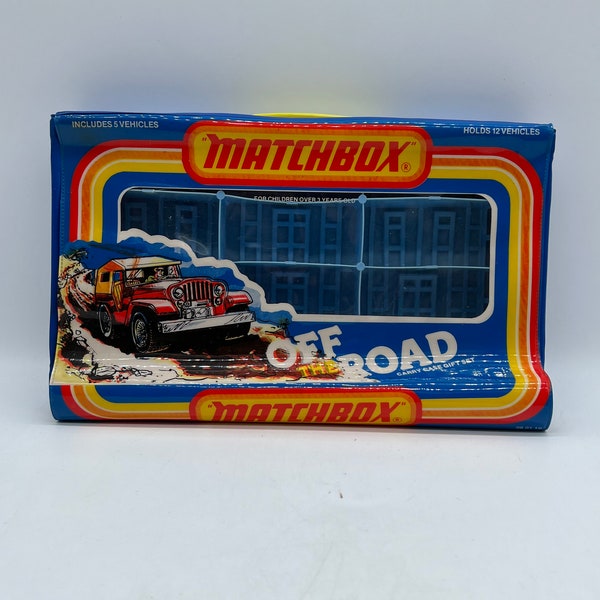 INCLUDES 5 VEHICLES
HOLDS 12 VEHICLES
"MATCHBOX"®
FOR CHILDREN OVER 3 YEARS OLD
OFF
THE ROAD
CARRY CASE GIFT SET
"MATCHBOX"®